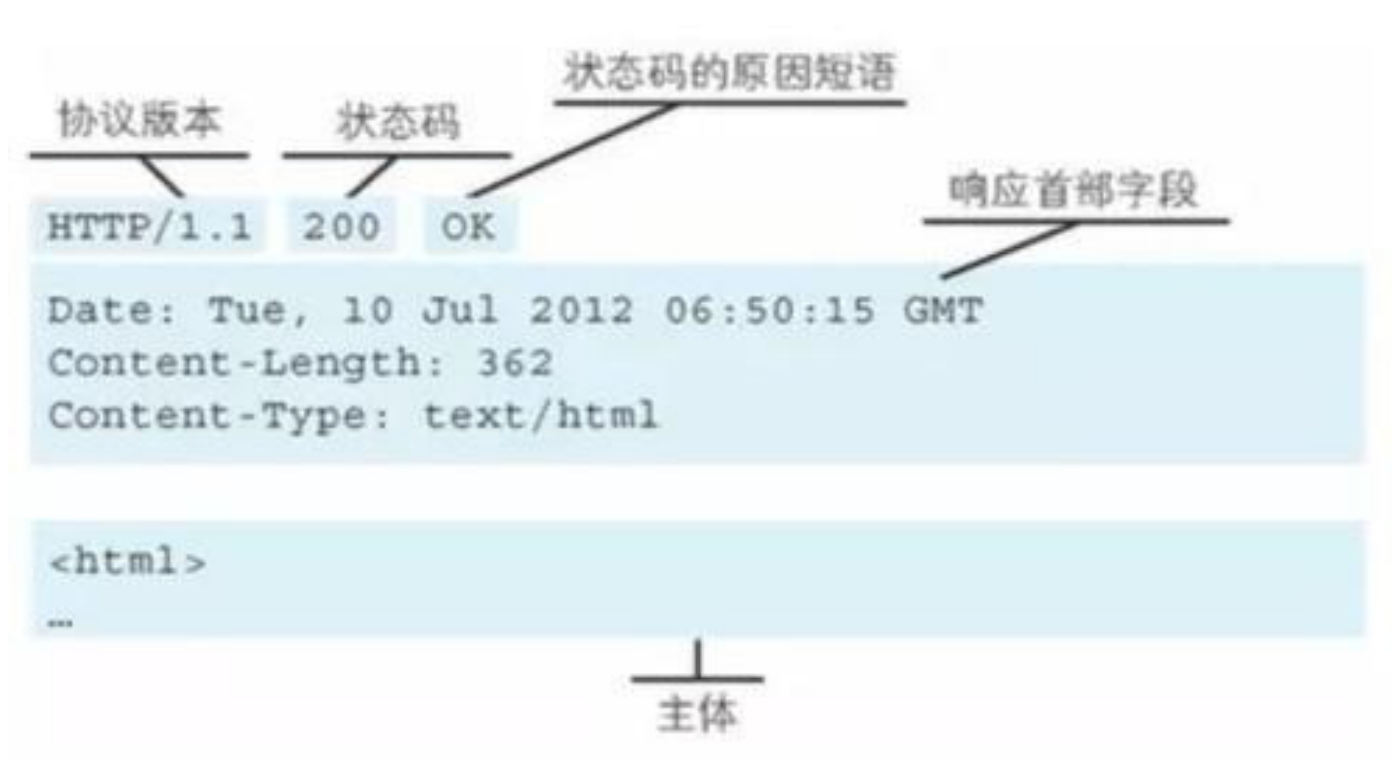 状态码的原因短语
协议版本 状态码
响应首部字段
HTTP/1.1 200 OK
Date: Tue, 10 Jul 2012 06:50:15 GMT
Content-Length: 362
Content-Type: text/html
<html>
…
主体